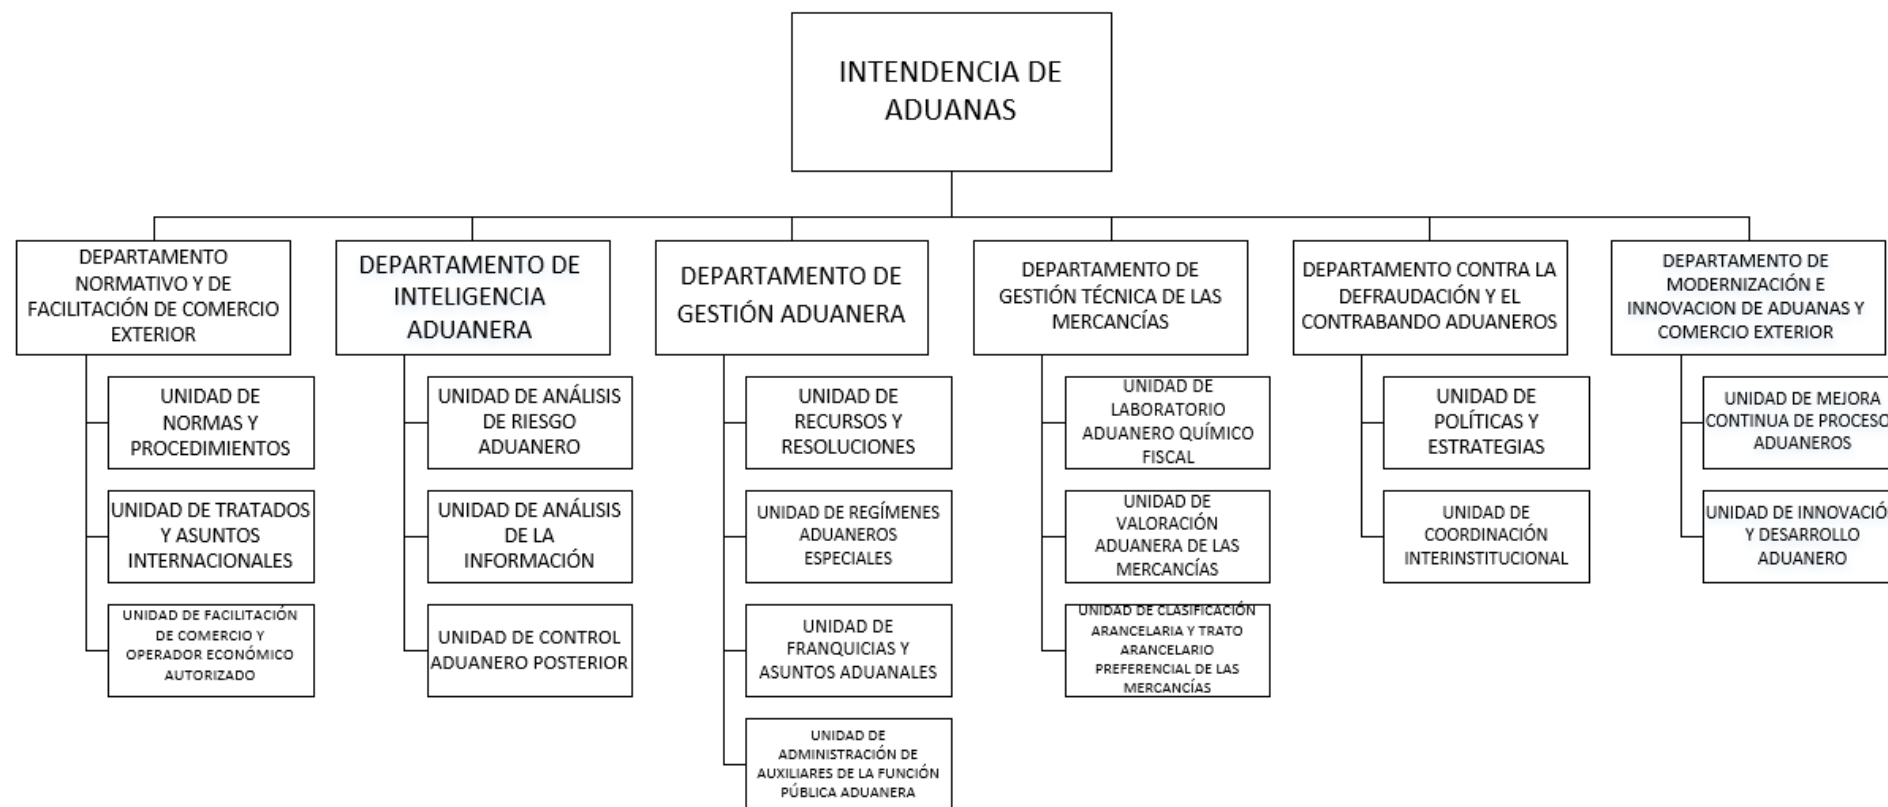 INTENDENCIA DE
ADUANAS
DEPARTAMENTO
NORMATIVO Y DE
FACILITACIÓN DE COMERCIO
EXTERIOR
UNIDAD DE
NORMAS Y
PROCEDIMIENTOS
UNIDAD DE TRATADOS
Y ASUNTOS
INTERNACIONALES
UNIDAD DE FACILITACIÓN
DE COMERCIO Y
OPERADOR ECONÓMICO
AUTORIZADO
DEPARTAMENTO DE
INTELIGENCIA
ADUANERA
UNIDAD DE ANÁLISIS
DE RIESGO
ADUANERO
UNIDAD DE ANÁLISIS
DE LA
INFORMACIÓN
UNIDAD DE CONTROL
ADUANERO POSTERIOR
DEPARTAMENTO DE
GESTIÓN ADUANERA
UNIDAD DE
RECURSOS Y
RESOLUCIONES
UNIDAD DE REGÍMENES
ADUANEROS
ESPECIALES
UNIDAD DE
FRANQUICIAS Y
ASUNTOS ADUANALES
UNIDAD DE
ADMINISTRACIÓN DE
AUXILIARES DE LA FUNCIÓN
PÚBLICA ADUANERA
DEPARTAMENTO DE
GESTIÓN TÉCNICA DE LAS
MERCANCÍAS
UNIDAD DE
LABORATORIO
ADUANERO QUÍMICO
FISCAL
UNIDAD DE
VALORACIÓN
ADUANERA DE LAS
MERCANCÍAS
UNIDAD DE CLASIFICACIÓN
ARANCELARIA Y TRATO
ARANCELARIO
PREFERENCIAL DE LAS
MERCANCÍAS
DEPARTAMENTO CONTRA LA
DEFRAUDACIÓN Y EL
CONTRABANDO ADUANEROS
UNIDAD DE
POLÍTICAS Y
ESTRATEGIAS
UNIDAD DE
COORDINACIÓN
INTERINSTITUCIONAL
DEPARTAMENTO DE
MODERNIZACIÓN E
INNOVACION DE ADUANAS Y
COMERCIO EXTERIOR
UNIDAD DE MEJORA
CONTINUA DE PROCESO
ADUANEROS
UNIDAD DE INNOVACIÓ
Y DESARROLLO
ADUANERO